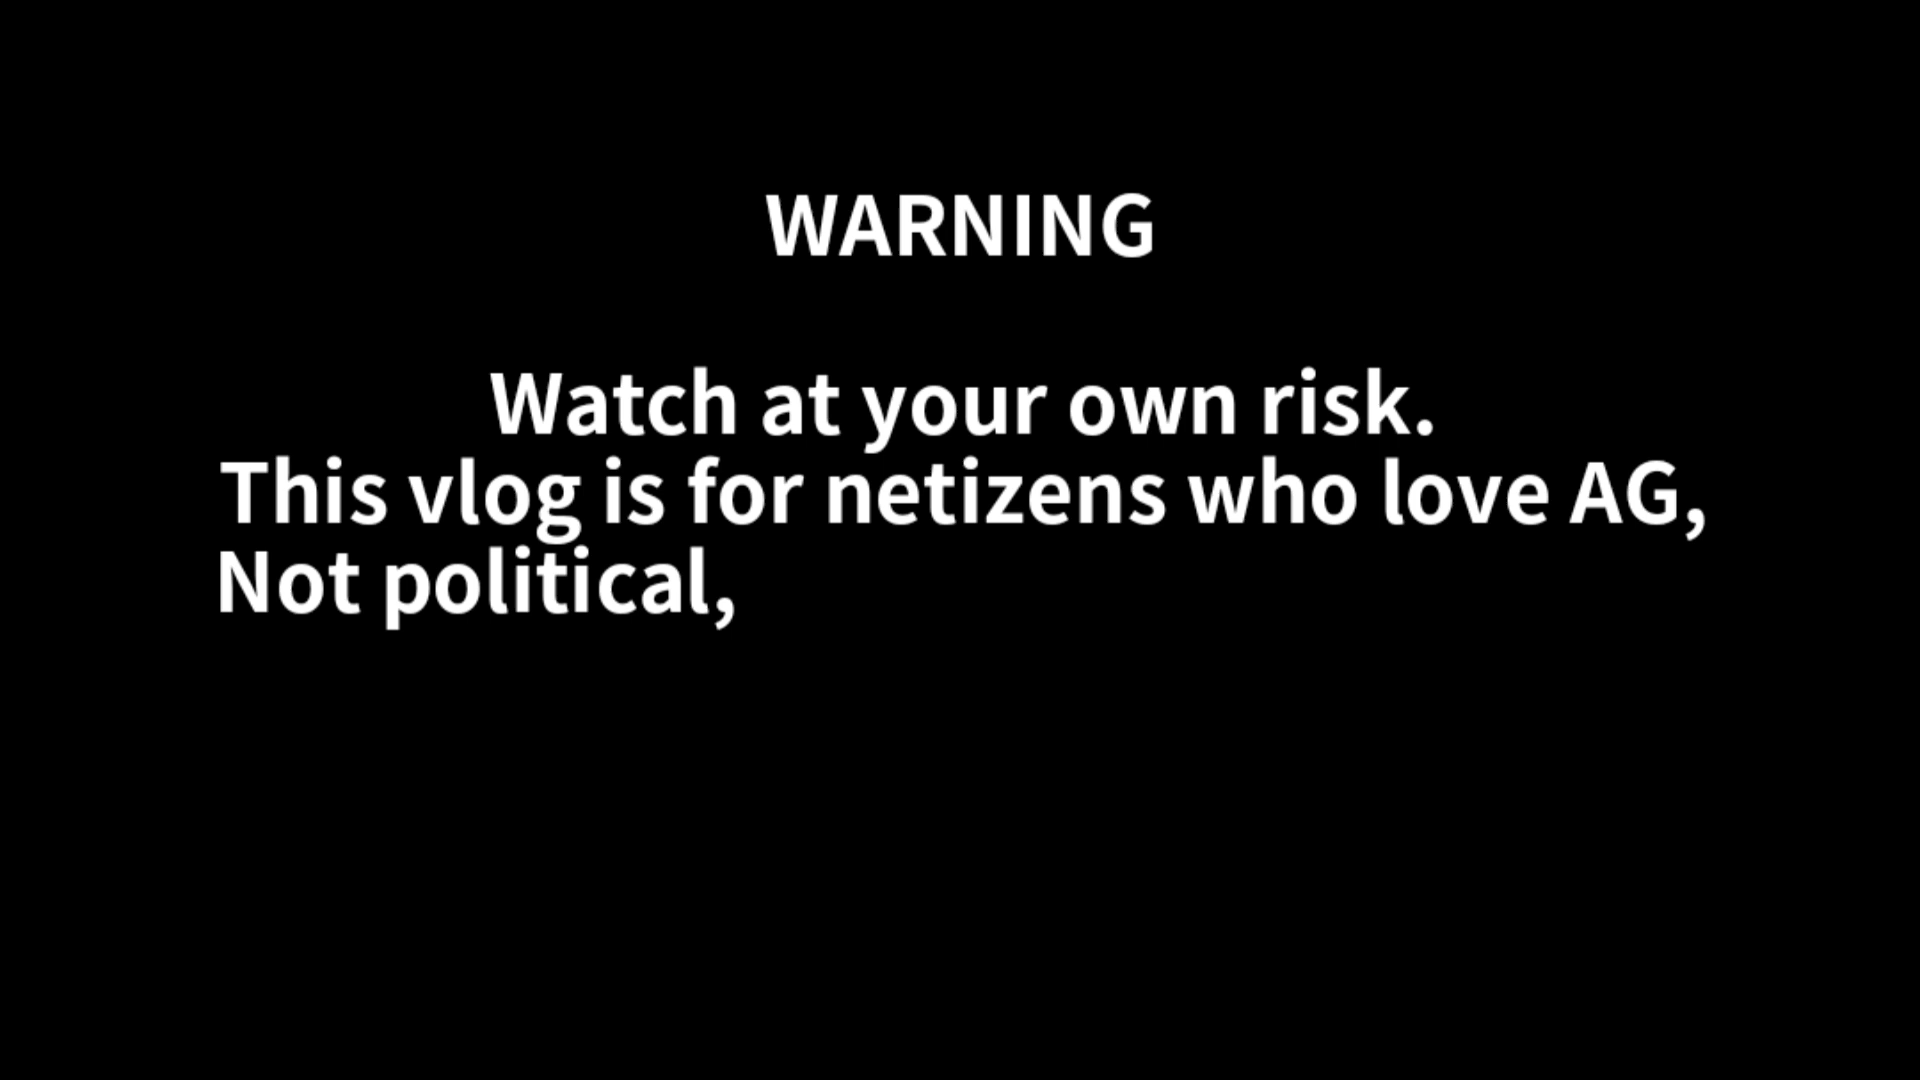 WARNING
Watch at your own risk.
This vlog is for netizens who love AG,
Not political,